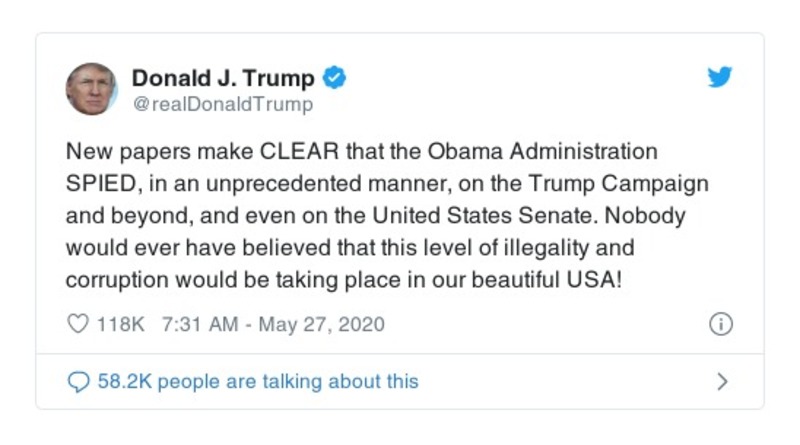 Donald J. Trump
@realDonaldTrump
New papers make CLEAR that the Obama Administration
SPIED, in an unprecedented manner, on the Trump Campaign
and beyond, and even on the United States Senate. Nobody
would ever have believed that this level of illegality and
corruption would be taking place in our beautiful USA!
118K 7:31 AM - May 27, 2020
58.2K people are talking about this